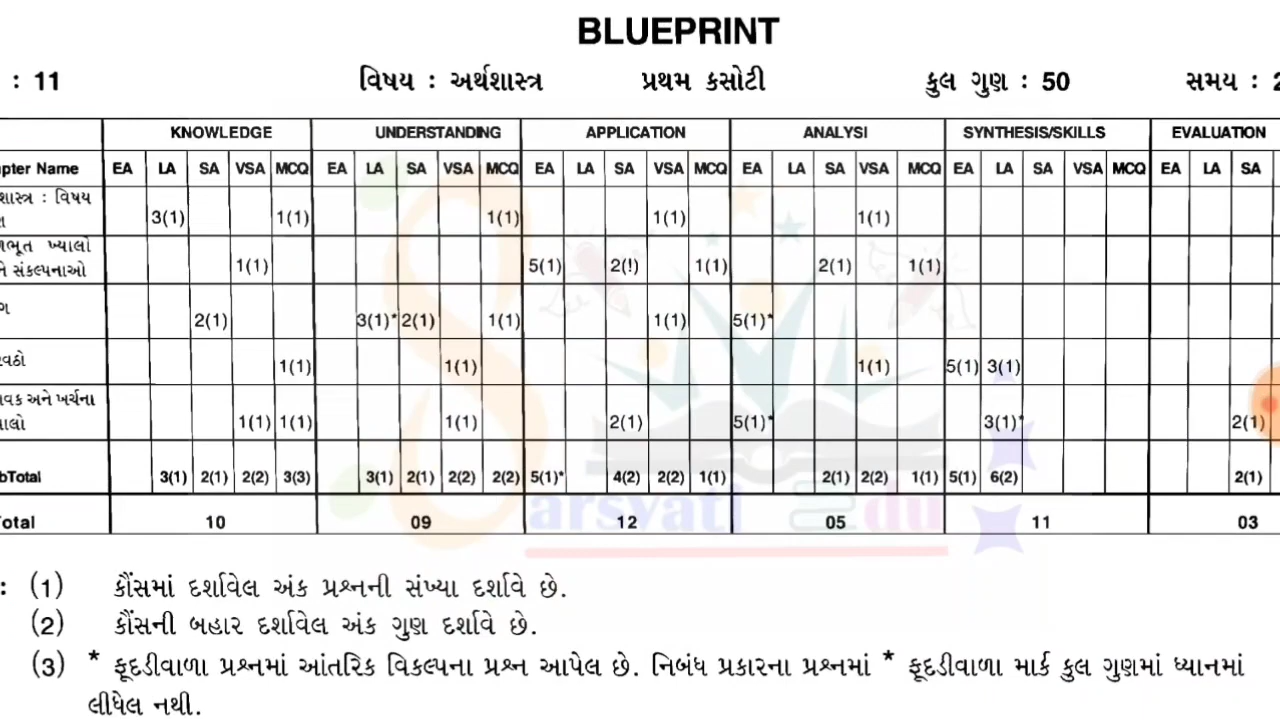 BLUEPRINT
: 11 વિષય : અર્થશાસ્ત્ર પ્રથમ કસોટી કુલ ગુણ : 50 સમય : 2
KNOWLEDGE UNDERSTANDING APPLICATION ANALYSI SYNTHESIS/SKILLS EVALUATION
pter Name EA LA SA VSA MCQ EA LA SA VSA MCQ EA LA SA VSA MCQ EA LA SA VSA MCQ EA LA SA VSA MCQ EA LA SA
શાસ્ત્ર : વિષય
3(1) 1(1) 1(1) 1(1) 1(1)
ભૂત ખ્યાલો
ને સંકલ્પનાઓ 1(1) 5(1) 2(!) 1(1) 2(1) 1(1)
ગ 2(1) 3(1)* 2(1) 1(1) 1(1) 5(1)*
વઠો 1(1) 1(1) 1(1) 5(1) 3(1)
વક અને ખર્ચના
ાલો 1(1) 1(1) 1(1) 2(1) 5(1)* 3(1)* 2(1)
bTotal 3(1) 2(1) 2(2) 3(3) 3(1) 2(1) 2(2) 2(2) 5(1)* 4(2) 2(2) 1(1) 2(1) 2(2) 1(1) 5(1) 6(2) 2(1)
otal 10 09 12 05 11 03
arsvati Edu
: (1) કૌંસમાં દર્શાવેલ અંક પ્રશ્નની સંખ્યા દર્શાવે છે.
(2) કૌંસની બહાર દર્શાવેલ અંક ગુણ દર્શાવે છે.
(3) * ફૂદડીવાળા પ્રશ્નમાં આંતરિક વિકલ્પના પ્રશ્ન આપેલ છે. નિબંધ પ્રકારના પ્રશ્નમાં * ફૂદડીવાળા માર્ક કુલ ગુણમાં ધ્યાનમાં
લીધેલ નથી.